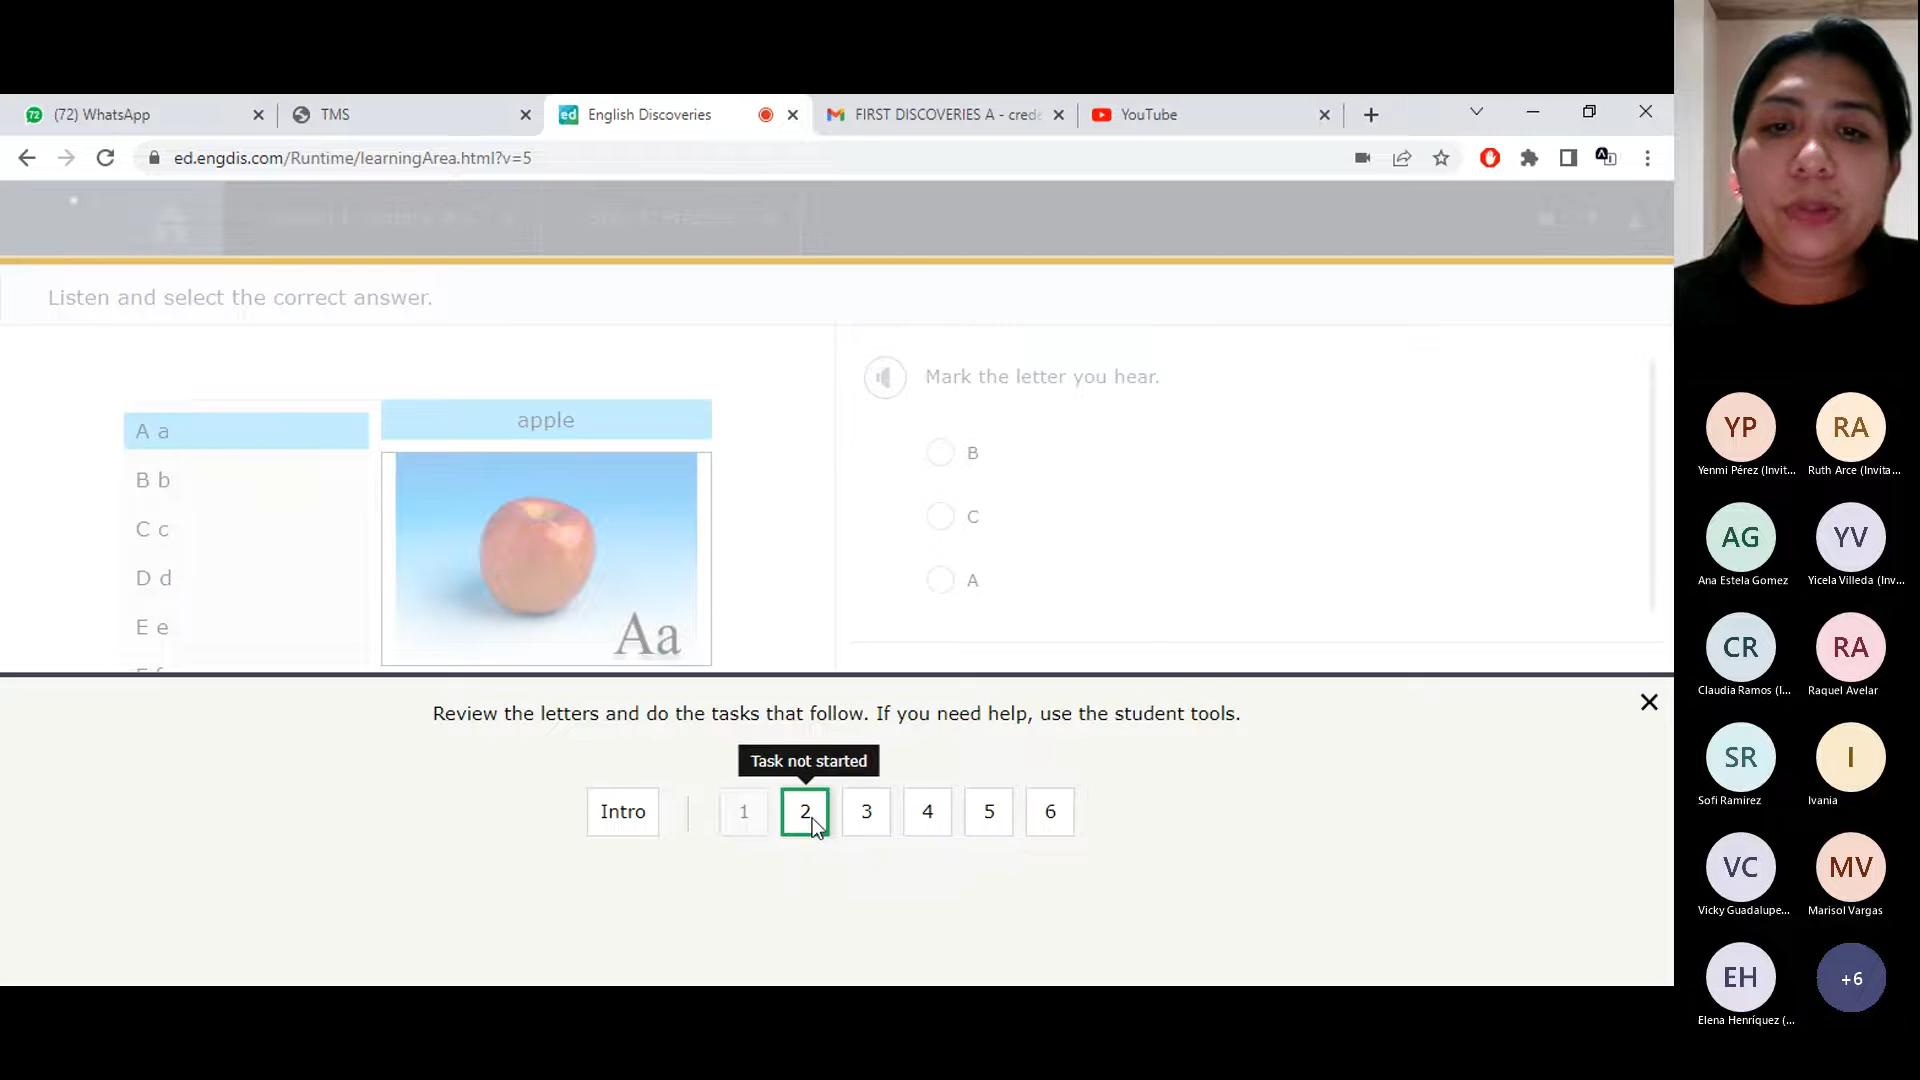 (72) WhatsApp
TMS
English Discoveries
FIRST DISCOVERIES A - crede
YouTube
ed.engdis.com/Runtime/learningArea.html?v=5
Listen and select the correct answer.
A a
B b
C c
D d
E e
apple
Aa
Mark the letter you hear.
B
C
A
Review the letters and do the tasks that follow. If you need help, use the student tools.
Task not started
Intro
1
2
3
4
5
6
YP
Yenmi Pérez (Invit...
RA
Ruth Arce (Invita...
AG
Ana Estela Gomez
YV
Yicela Villeda (Inv...
CR
Claudia Ramos (I...
RA
Raquel Avelar
SR
Sofi Ramirez
I
Ivania
VC
Vicky Guadalupe...
MV
Marisol Vargas
EH
Elena Henríquez (...
+6